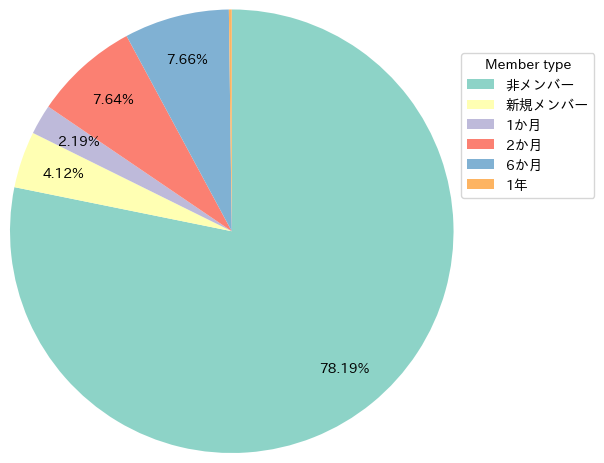 7.66%
7.64%
2.19%
4.12%
78.19%
Member type
非メンバー
新規メンバー
1か月
2か月
6か月
1年